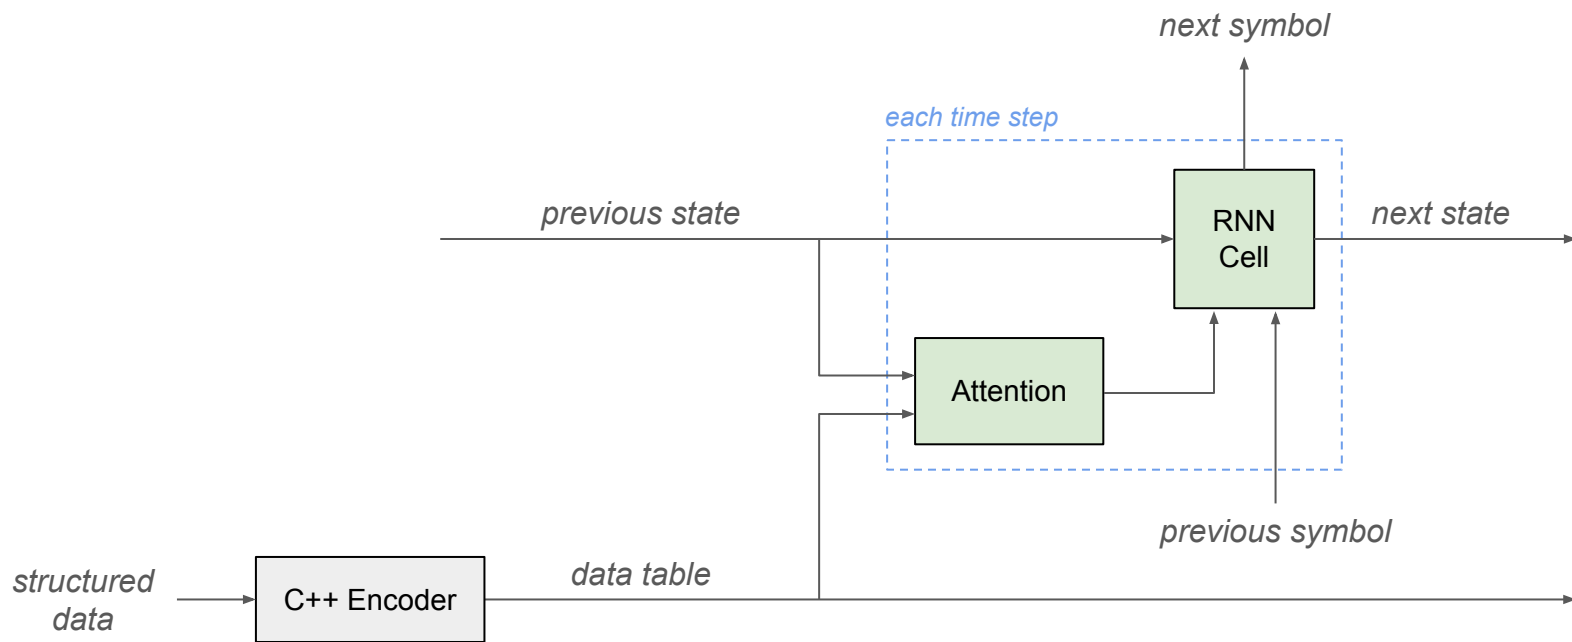 next symbol
each time step
previous state
RNN
Cell
next state
Attention
previous symbol
structured
data
C++ Encoder
data table